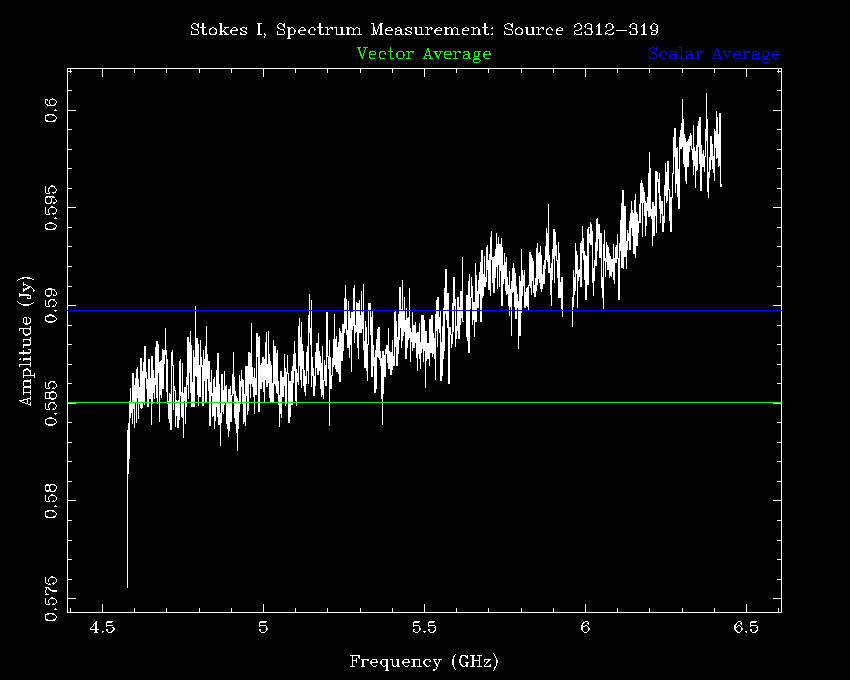 Stokes I, Spectrum Measurement: Source 2312-319
Vector Average Scalar Average
0.6
0.595
0.59
0.585
0.58
0.575
Amplitude (Jy)
4.5 5 5.5 6 6.5
Frequency (GHz)